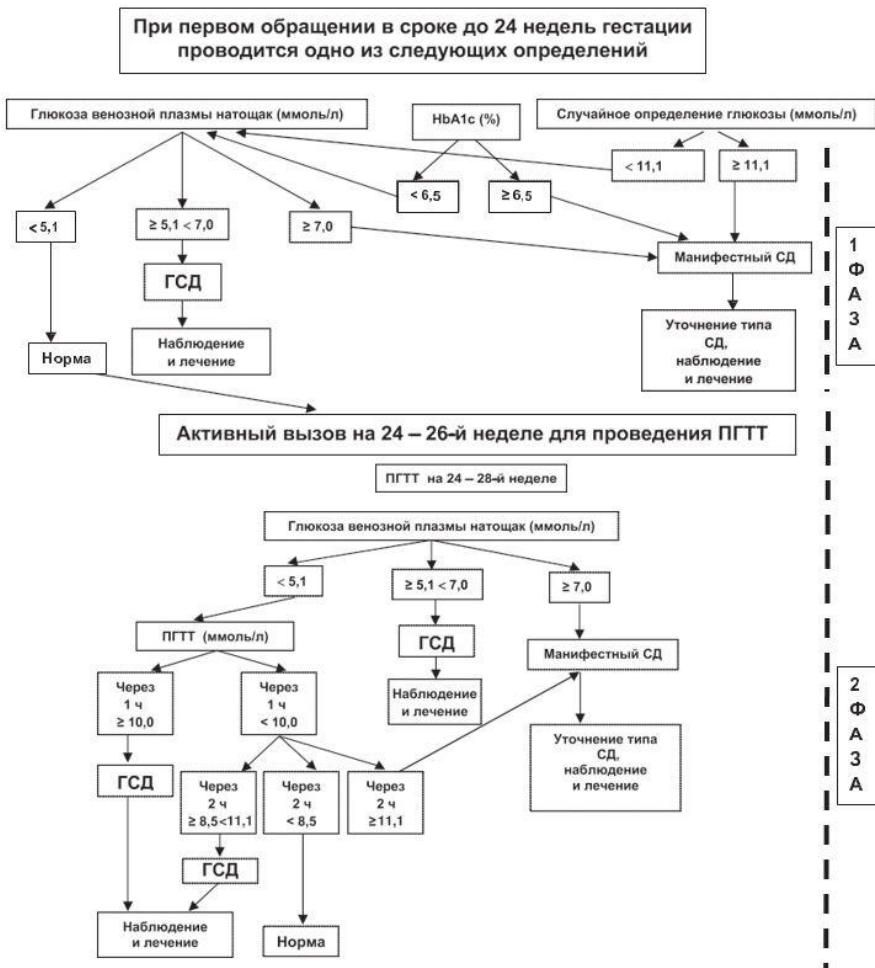 При первом обращении в сроке до 24 недель гестации
проводится одно из следующих определений
Глюкоза венозной плазмы натощак (ммоль/л)
HbA1c (%)
Случайное определение глюкозы (ммоль/л)
< 11,1
≥ 11,1
< 6,5
≥ 6,5
< 5,1
≥ 5,1 < 7,0
≥ 7,0
Манифестный СД
ГСД
Уточнение типа
СД,
наблюдение
и лечение
Наблюдение
и лечение
Норма
1
Ф
А
З
А
Активный вызов на 24 – 26-й неделе для проведения ПГТТ
ПГТТ на 24 – 28-й неделе
Глюкоза венозной плазмы натощак (ммоль/л)
< 5,1
≥ 5,1 < 7,0
≥ 7,0
ПГТТ (ммоль/л)
ГСД
Манифестный СД
Через
1 ч
≥ 10,0
Через
1 ч
< 10,0
Наблюдение
и лечение
Уточнение типа
СД,
наблюдение
и лечение
2
Ф
А
З
А
ГСД
Через
2 ч
≥ 8,5<11,1
Через
2 ч
< 8,5
Через
2 ч
≥11,1
ГСД
Наблюдение
и лечение
Норма